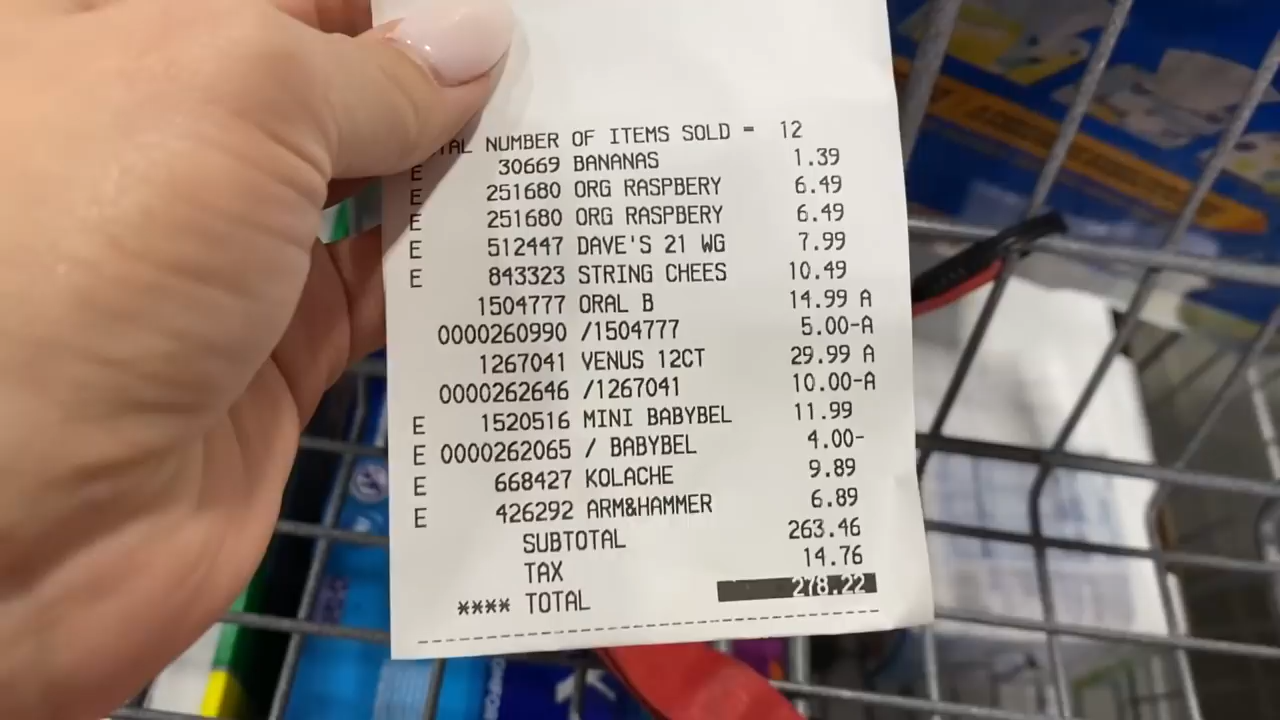 TAL NUMBER OF ITEMS SOLD = 12
E 30669 BANANAS 1.39
E 251680 ORG RASPBERY 6.49
E 251680 ORG RASPBERY 6.49
E 512447 DAVE'S 21 WG 7.99
E 843323 STRING CHEES 10.49
1504777 ORAL B 14.99 A
0000260990 /1504777 5.00-A
1267041 VENUS 12CT 29.99 A
0000262646 /1267041 10.00-A
E 1520516 MINI BABYBEL 11.99
E 0000262065 / BABYBEL 4.00-
E 668427 KOLACHE 9.89
E 426292 ARM&HAMMER 6.89
SUBTOTAL 263.46
TAX 14.76
**** TOTAL 278.22